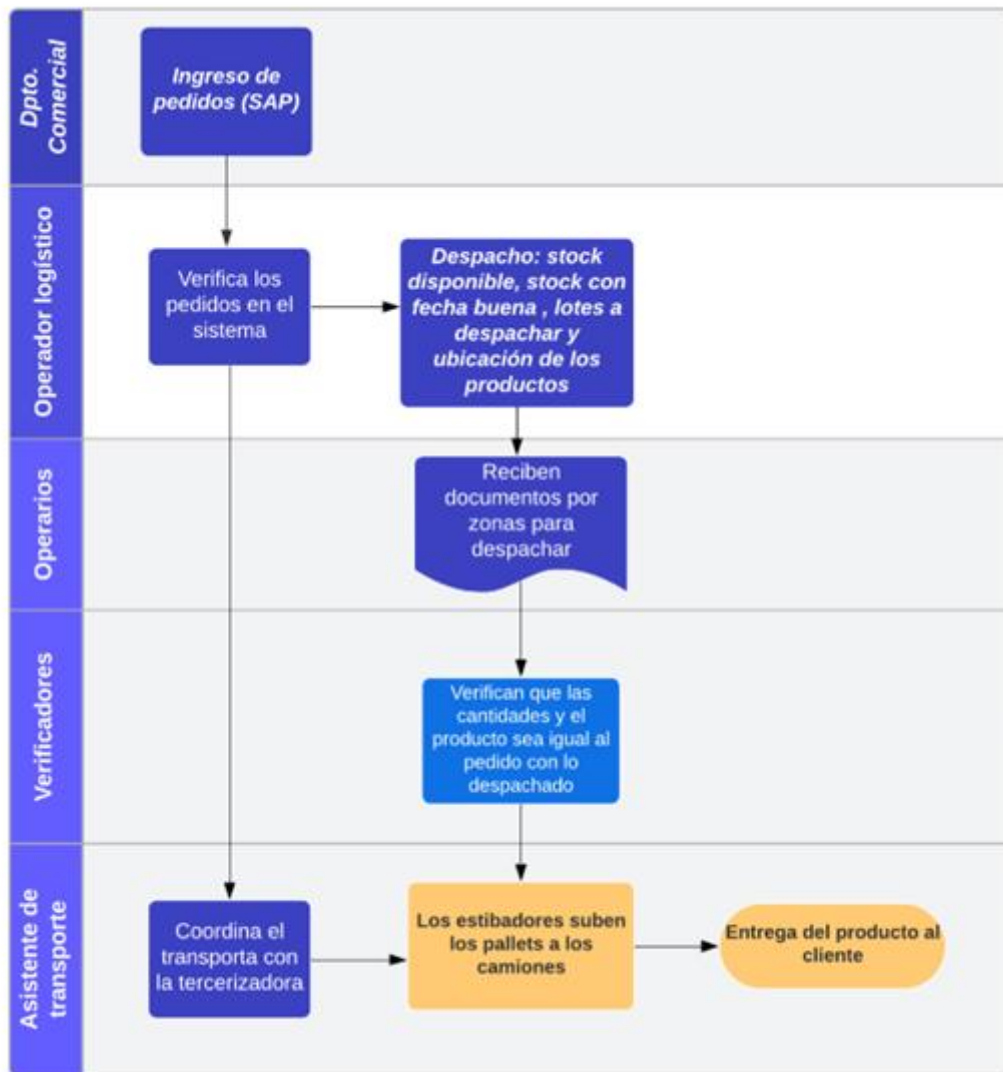 Dpto.
Comercial
Ingreso de
pedidos (SAP)
Operador logístico
Verifica los
pedidos en el
sistema
Despacho: stock
disponible, stock con
fecha buena , lotes a
despachar y
ubicación de los
productos
Operarios
Reciben
documentos por
zonas para
despachar
Verificadores
Verifican que las
cantidades y el
producto sea igual al
pedido con lo
despachado
Asistente de
transporte
Coordina el
transporta con
la tercerizadora
Los estibadores suben
los pallets a los
camiones
Entrega del producto al
cliente